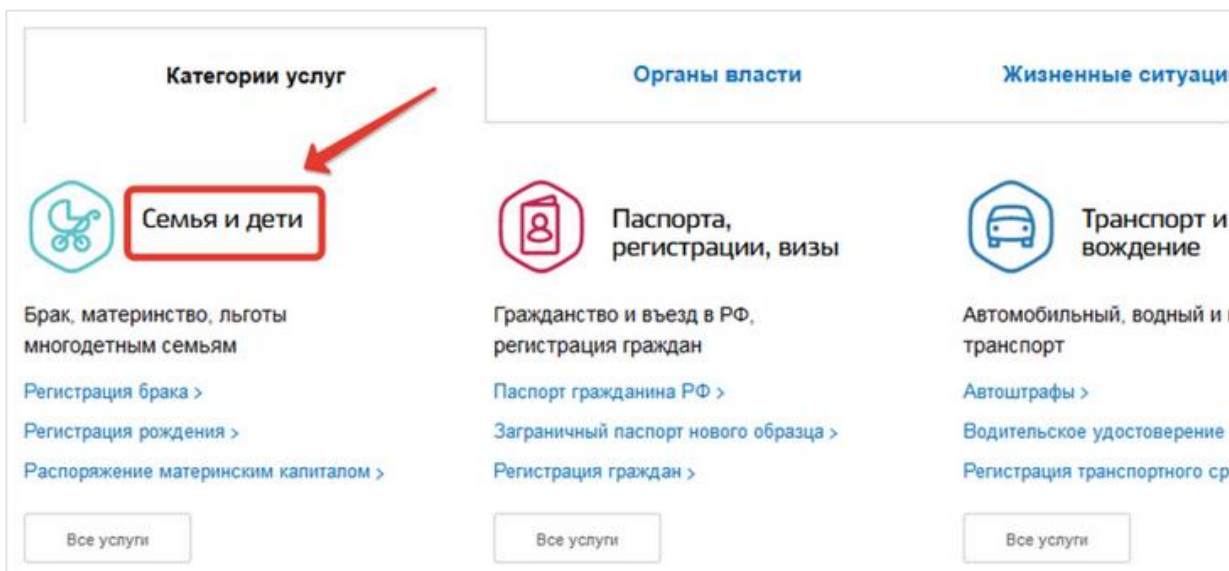 Категории услуг
Органы власти
Жизненные
Семья и дети
Паспорта,
регистрации, визы
Транспорт и
вождение
Брак, материнство, льготы
многодетным семьям
Гражданство и въезд в РФ,
регистрация граждан
Автомобильный, водный и
транспорт
Регистрация брака >
Регистрация рождения >
Распоряжение материнским капиталом >
Паспорт гражданина РФ >
Заграничный паспорт нового образца >
Регистрация граждан >
Автоштрафы >
Водительское удостоверение
Регистрация транспортного
Все услуги
Все услуги
Все услуги